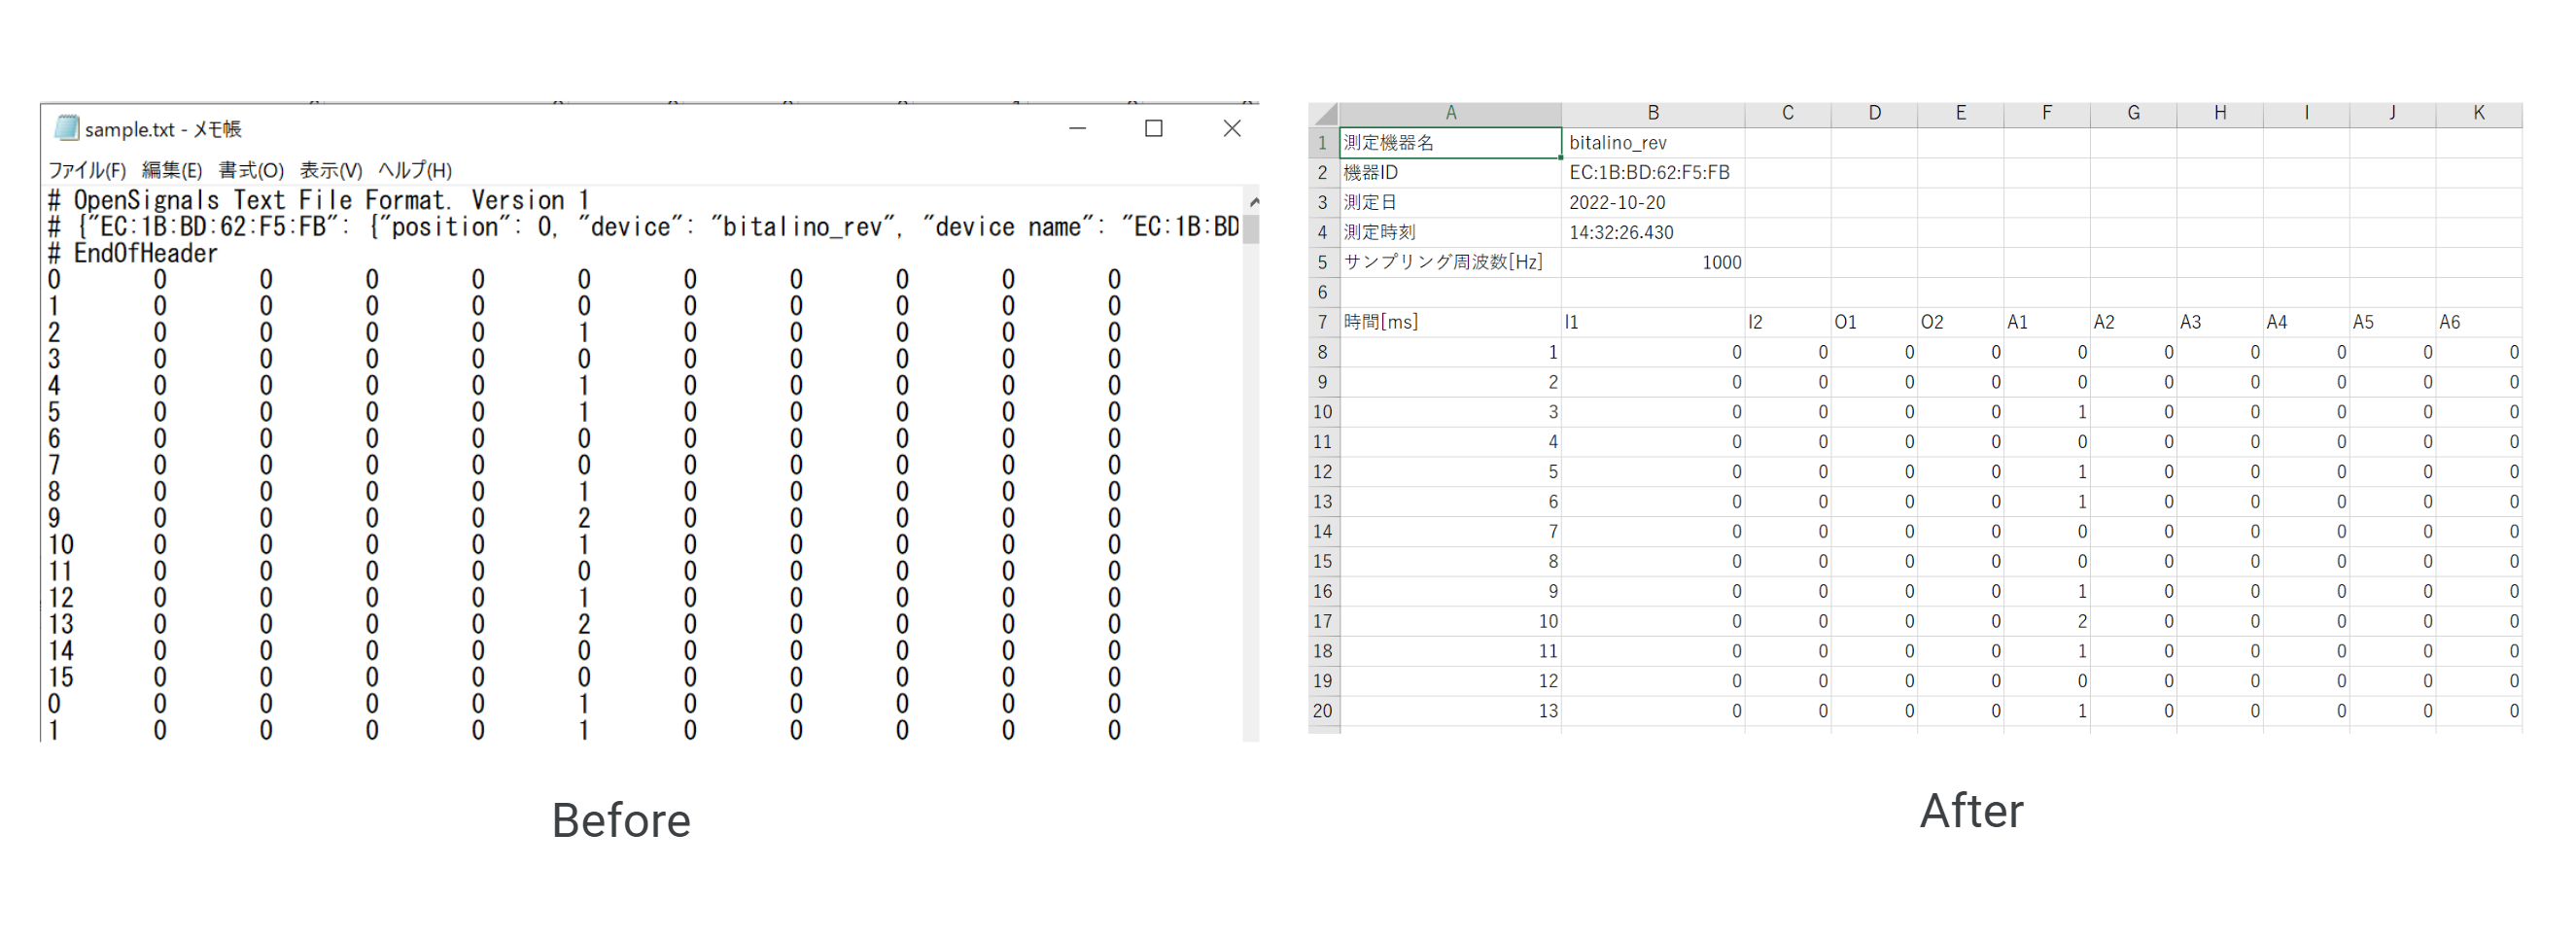 sample.txt - メモ帳
ファイル(F) 編集(E) 書式(O) 表示(V) ヘルプ(H)
# OpenSignals Text File Format. Version 1
# {"EC:1B:BD:62:F5:FB": {"position": 0, "device": "bitalino_rev", "device name": "EC:1B:BD
# EndOfHeader
0 0 0 0 0 0 0 0 0 0 0
1 0 0 0 0 0 0 0 0 0 0
2 0 0 0 0 1 0 0 0 0 0
3 0 0 0 0 0 0 0 0 0 0
4 0 0 0 0 1 0 0 0 0 0
5 0 0 0 0 1 0 0 0 0 0
6 0 0 0 0 0 0 0 0 0 0
7 0 0 0 0 0 0 0 0 0 0
8 0 0 0 0 1 0 0 0 0 0
9 0 0 0 0 2 0 0 0 0 0
10 0 0 0 0 1 0 0 0 0 0
11 0 0 0 0 0 0 0 0 0 0
12 0 0 0 0 1 0 0 0 0 0
13 0 0 0 0 2 0 0 0 0 0
14 0 0 0 0 0 0 0 0 0 0
15 0 0 0 0 0 0 0 0 0 0
0 0 0 0 0 1 0 0 0 0 0
1 0 0 0 0 1 0 0 0 0 0
Before
A B C D E F G H I J K
1 測定機器名 bitalino_rev
2 機器ID EC:1B:BD:62:F5:FB
3 測定日 2022-10-20
4 測定時刻 14:32:26.430
5 サンプリング周波数[Hz] 1000
6
7 時間[ms] I1 I2 O1 O2 A1 A2 A3 A4 A5 A6
8 1 0 0 0 0 0 0 0 0 0 0
9 2 0 0 0 0 0 0 0 0 0 0
10 3 0 0 0 0 1 0 0 0 0 0
11 4 0 0 0 0 0 0 0 0 0 0
12 5 0 0 0 0 1 0 0 0 0 0
13 6 0 0 0 0 1 0 0 0 0 0
14 7 0 0 0 0 0 0 0 0 0 0
15 8 0 0 0 0 0 0 0 0 0 0
16 9 0 0 0 0 1 0 0 0 0 0
17 10 0 0 0 0 2 0 0 0 0 0
18 11 0 0 0 0 1 0 0 0 0 0
19 12 0 0 0 0 0 0 0 0 0 0
20 13 0 0 0 0 1 0 0 0 0 0
After